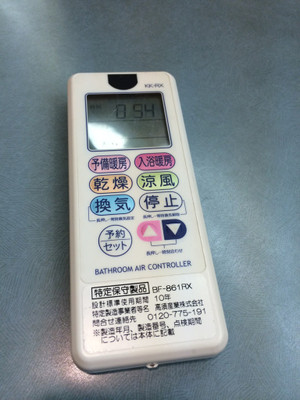 KK-RX
8:54
予備暖房 入浴暖房
乾燥 涼風
換気 停止
予約
セット
BATHROOM AIR CONTROLLER
特定保守製品 BF-861RX
設計標準使用期間 10年
特定製造事業者等名 高須産業株式会社
問合せ連絡先 0120-775-191
※製造年月、製造番号、点検期間
については本体に記載